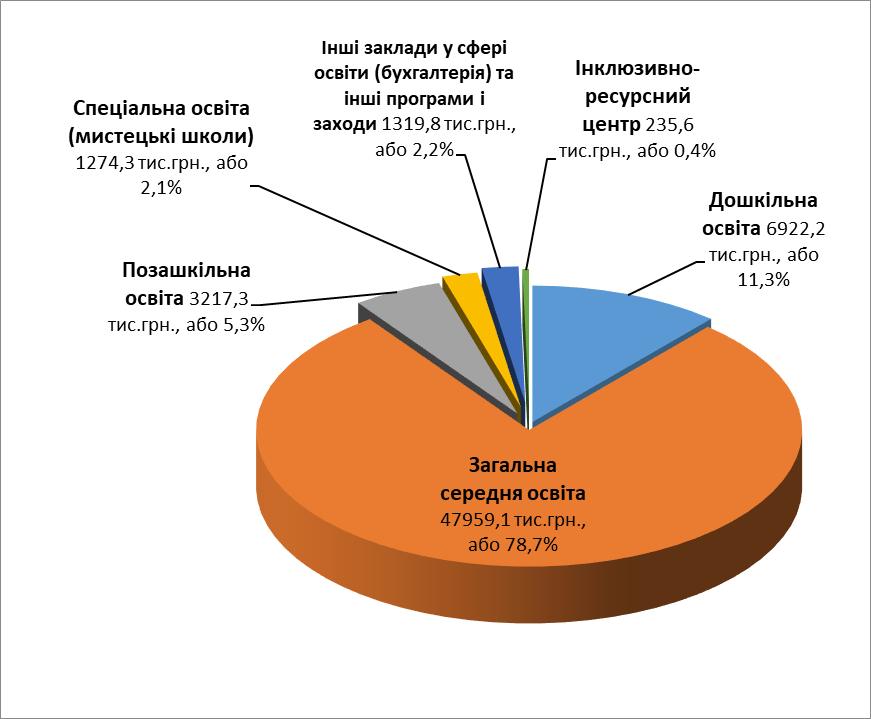 Інші заклади у сфері
освіти (бухгалтерія) та
інші програми і
заходи 1319,8 тис.грн.,
або 2,2%
Інклюзивно-
ресурсний
центр 235,6
тис.грн., або 0,4%
Спеціальна освіта
(мистецькі школи)
1274,3 тис.грн., або
2,1%
Дошкільна
освіта 6922,2
тис.грн., або
11,3%
Позашкільна
освіта 3217,3
тис.грн., або 5,3%
Загальна
середня освіта
47959,1 тис.грн.,
або 78,7%